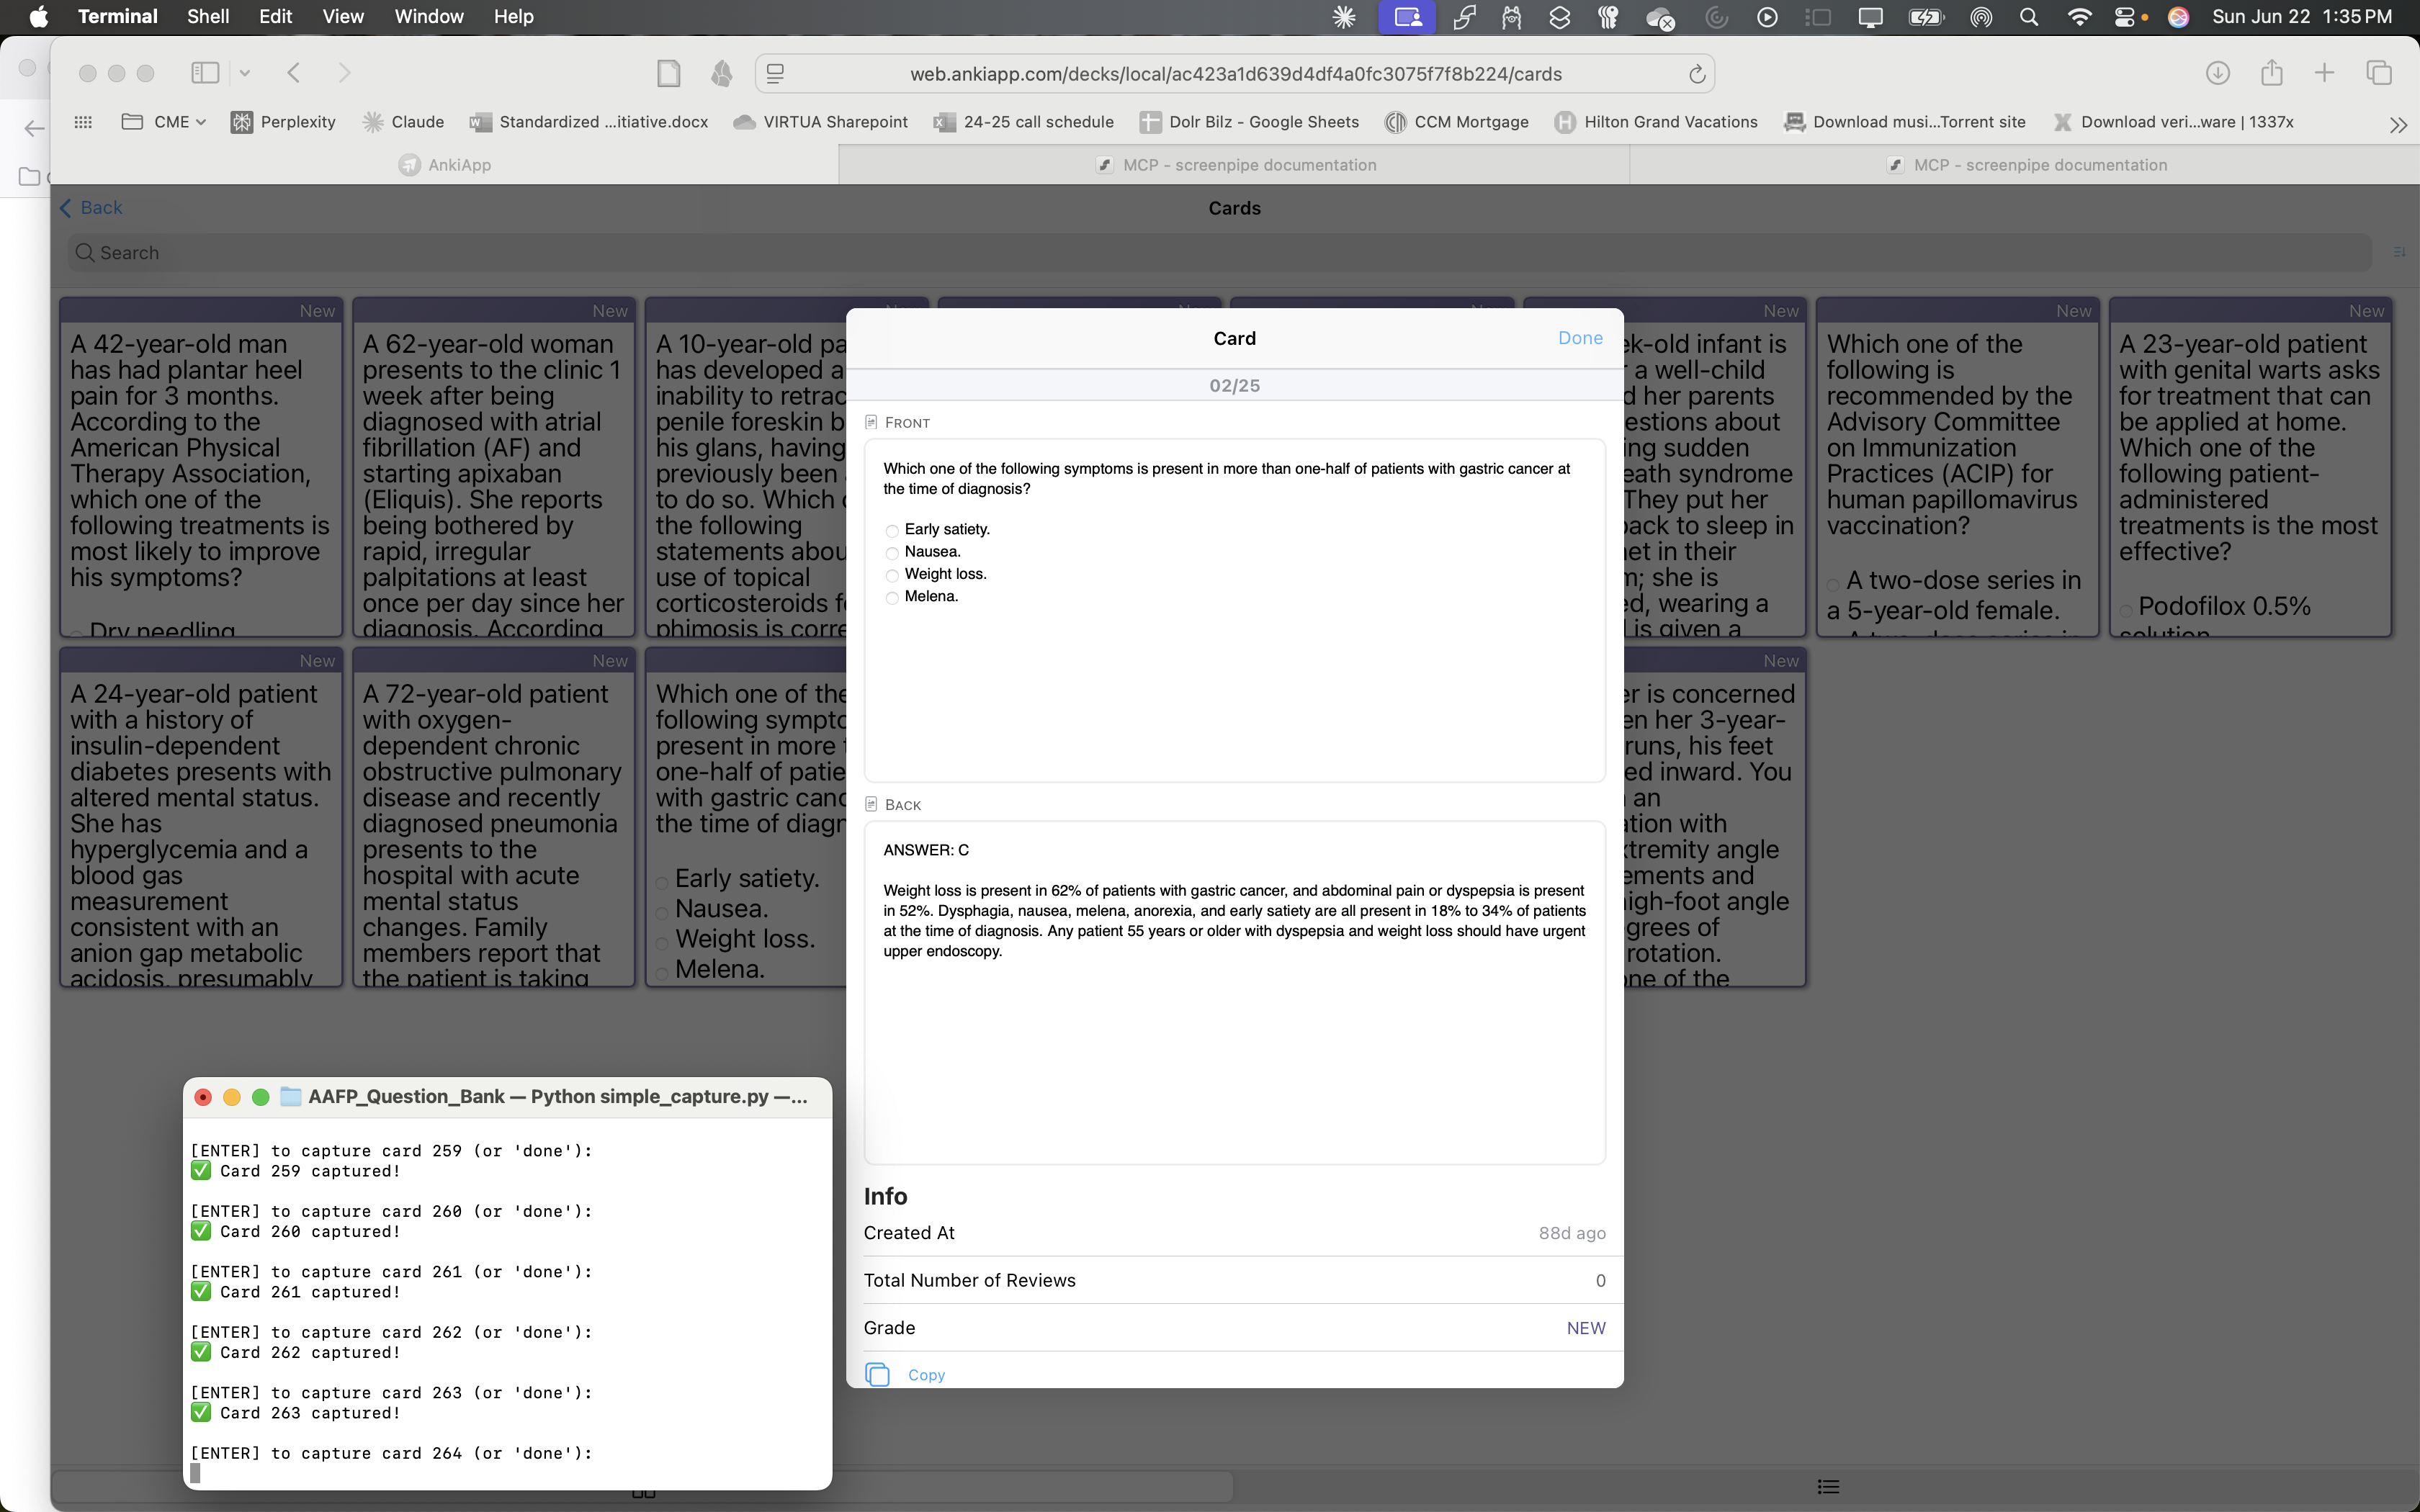 Terminal Shell Edit View Window Help Sun Jun 22 1:35 PM
web.ankiapp.com/decks/local/ac423a1d639d4df4a0fc3075f7f8b224/cards
CME Perplexity Claude Standardized ...itiative.docx VIRTUA Sharepoint 24-25 call schedule Dolr Bilz - Google Sheets CCM Mortgage Hilton Grand Vacations Download musi...Torrent site Download veri...ware | 1337x
AnkiApp MCP - screenpipe documentation MCP - screenpipe documentation
Back Cards
Search
New
A 42-year-old man
has had plantar heel
pain for 3 months.
According to the
American Physical
Therapy Association,
which one of the
following treatments is
most likely to improve
his symptoms?
Dry needling
New
A 62-year-old woman
presents to the clinic 1
week after being
diagnosed with atrial
fibrillation (AF) and
starting apixaban
(Eliquis). She reports
being bothered by
rapid, irregular
palpitations at least
once per day since her
diagnosis. According
A 10-year-old pa
has developed a
inability to retrac
penile foreskin b
his glans, having
previously been
to do so. Which
the following
statements abou
use of topical
corticosteroids f
phimosis is corre
New
ek-old infant is
a well-child
d her parents
estions about
ing sudden
eath syndrome
They put her
back to sleep in
net in their
m; she is
ed, wearing a
is given a
New
Which one of the
following is
recommended by the
Advisory Committee
on Immunization
Practices (ACIP) for
human papillomavirus
vaccination?
A two-dose series in
a 5-year-old female.
A two-dose series in
New
A 23-year-old patient
with genital warts asks
for treatment that can
be applied at home.
Which one of the
following patient-
administered
treatments is the most
effective?
Podofilox 0.5%
solution
New
A 24-year-old patient
with a history of
insulin-dependent
diabetes presents with
altered mental status.
She has
hyperglycemia and a
blood gas
measurement
consistent with an
anion gap metabolic
acidosis, presumably
New
A 72-year-old patient
with oxygen-
dependent chronic
obstructive pulmonary
disease and recently
diagnosed pneumonia
presents to the
hospital with acute
mental status
changes. Family
members report that
the patient is taking
Which one of the
following sympto
present in more
one-half of patie
with gastric canc
the time of diagn
Early satiety.
Nausea.
Weight loss.
Melena.
New
er is concerned
en her 3-year-
runs, his feet
ed inward. You
an
ation with
xtremity angle
ements and
igh-foot angle
grees of
rotation.
one of the
Card Done
02/25
FRONT
Which one of the following symptoms is present in more than one-half of patients with gastric cancer at
the time of diagnosis?
Early satiety.
Nausea.
Weight loss.
Melena.
BACK
ANSWER: C
Weight loss is present in 62% of patients with gastric cancer, and abdominal pain or dyspepsia is present
in 52%. Dysphagia, nausea, melena, anorexia, and early satiety are all present in 18% to 34% of patients
at the time of diagnosis. Any patient 55 years or older with dyspepsia and weight loss should have urgent
upper endoscopy.
Info
Created At 88d ago
Total Number of Reviews 0
Grade NEW
Copy
AAFP_Question_Bank — Python simple_capture.py —...
[ENTER] to capture card 259 (or 'done'):
✅ Card 259 captured!
[ENTER] to capture card 260 (or 'done'):
✅ Card 260 captured!
[ENTER] to capture card 261 (or 'done'):
✅ Card 261 captured!
[ENTER] to capture card 262 (or 'done'):
✅ Card 262 captured!
[ENTER] to capture card 263 (or 'done'):
✅ Card 263 captured!
[ENTER] to capture card 264 (or 'done'):